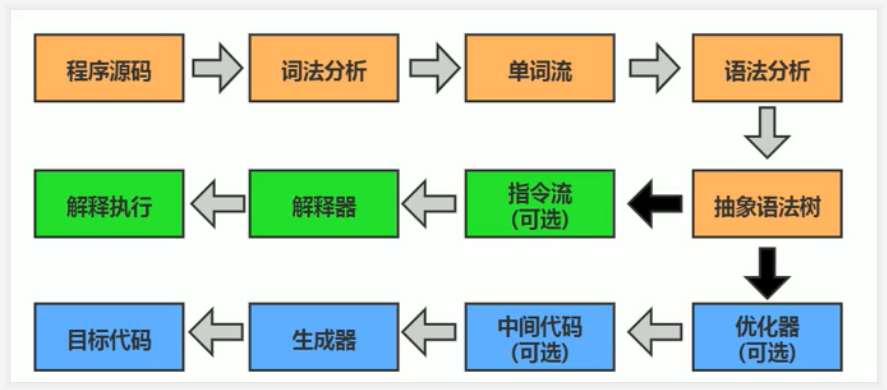 程序源码
词法分析
单词流
语法分析
解释执行
解释器
指令流
(可选)
抽象语法树
目标代码
生成器
中间代码
(可选)
优化器
(可选)